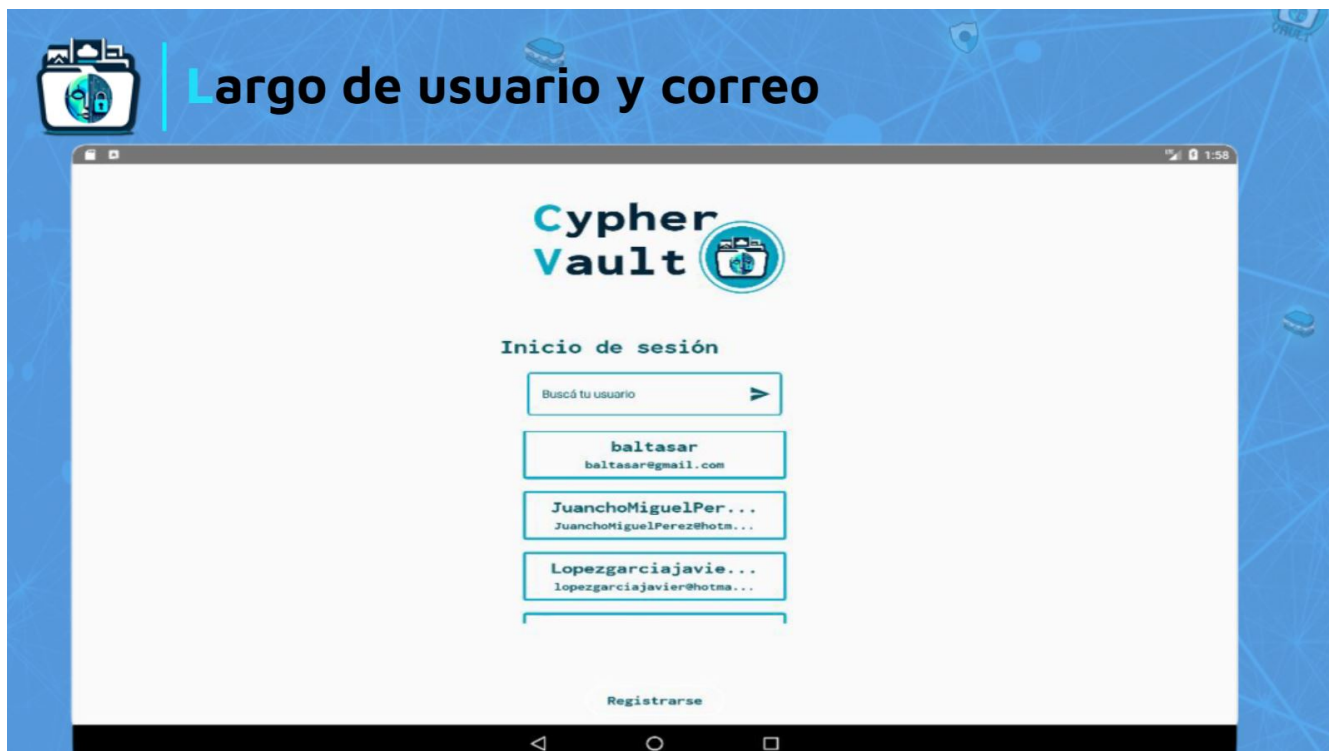 Largo de usuario y correo
1:58
Cypher
Vault
Inicio de sesión
Buscá tu usuario
baltasar
baltasar@gmail.com
JuanchoMiguelPer...
JuanchoMiguelPerez@hotm...
Lopezgarciajavie...
lopezgarciajavier@hotma...
Registrarse